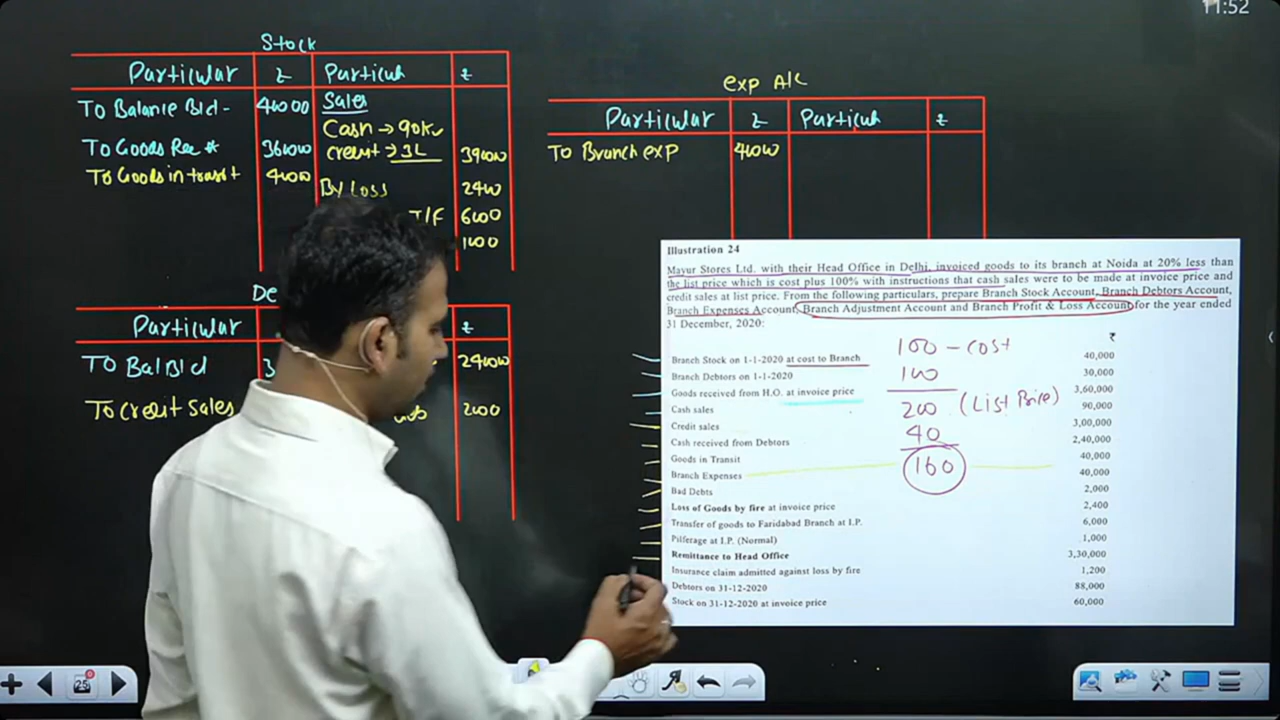 11:52
Stock
Particular ₹ Particular ₹
To Balance B/d - 40000 Sales
Cash → 90K
To Goods Rec 360000 credit → 3L 390000
To Goods in transit 40000
By Loss 2400
T/F 6000
1000
exp A/c
Particular ₹ Particular ₹
To Branch exp 40000
De
Particular ₹
To Bal B/d 3 240000
To Credit Sales 2000
Illustration 24
Mayur Stores Ltd. with their Head Office in Delhi, invoiced goods to its branch at Noida at 20% less than
the list price which is cost plus 100% with instructions that cash sales were to be made at invoice price and
credit sales at list price. From the following particulars, prepare Branch Stock Account, Branch Debtors Account,
Branch Expenses Account, Branch Adjustment Account and Branch Profit & Loss Account for the year ended
31 December, 2020:
₹
Branch Stock on 1-1-2020 at cost to Branch 40,000
Branch Debtors on 1-1-2020 30,000
Goods received from H.O. at invoice price 3,60,000
Cash sales 90,000
Credit sales 3,00,000
Cash received from Debtors 2,40,000
Goods in Transit 40,000
Branch Expenses 40,000
Bad Debts 2,000
Loss of Goods by fire at invoice price 2,400
Transfer of goods to Faridabad Branch at I.P. 6,000
Pilferage at I.P. (Normal) 1,000
Remittance to Head Office 3,30,000
Insurance claim admitted against loss by fire 1,200
Debtors on 31-12-2020 88,000
Stock on 31-12-2020 at invoice price 60,000
100 - cost
100
200 (List Price)
40
160
25